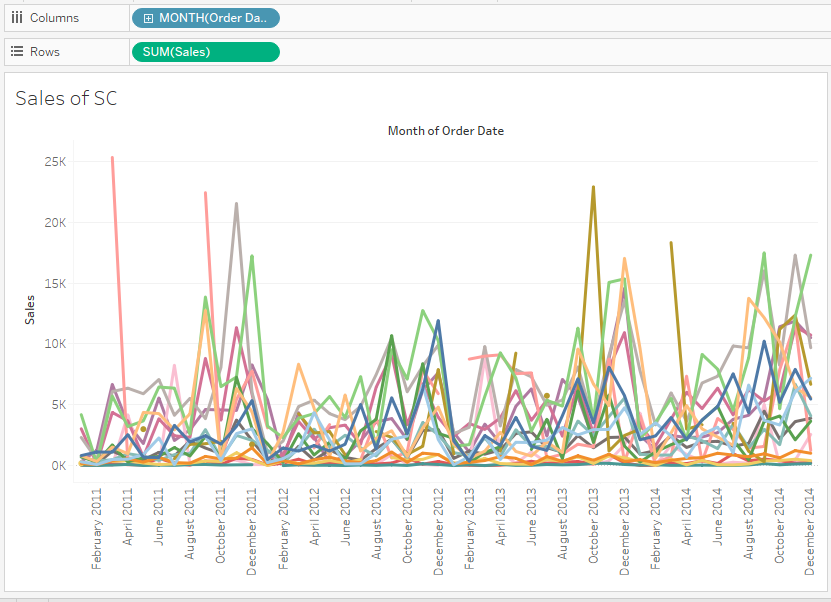 Columns
MONTH(Order Da..
Rows
SUM(Sales)
Sales of SC
Month of Order Date
25K
20K
15K
10K
5K
0K
Sales
February 2011
April 2011
June 2011
August 2011
October 2011
December 2011
February 2012
April 2012
June 2012
August 2012
October 2012
December 2012
February 2013
April 2013
June 2013
August 2013
October 2013
December 2013
February 2014
April 2014
June 2014
August 2014
October 2014
December 2014